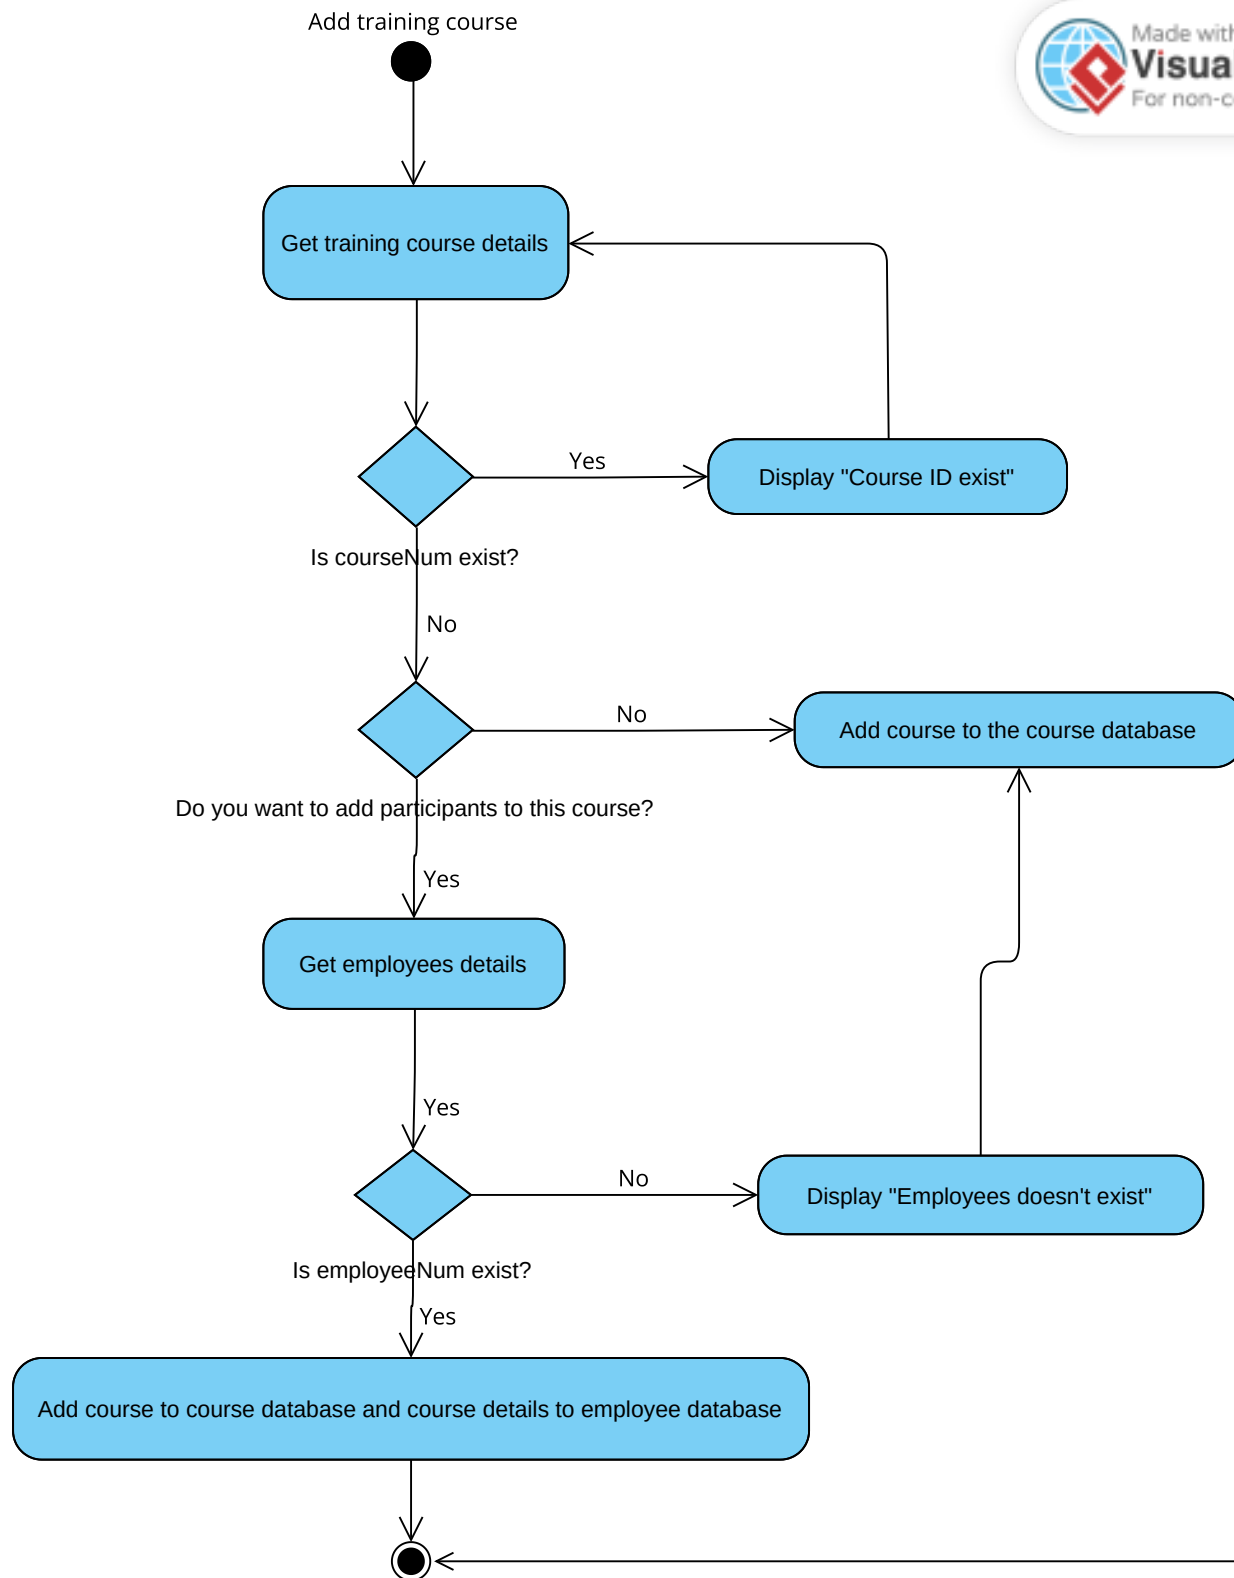 Add training course
Made with
Visual
For non-c
Get training course details
Yes
Display "Course ID exist"
Is courseNum exist?
No
No
Add course to the course database
Do you want to add participants to this course?
Yes
Get employees details
Yes
No
Display "Employees doesn't exist"
Is employeeNum exist?
Yes
Add course to course database and course details to employee database